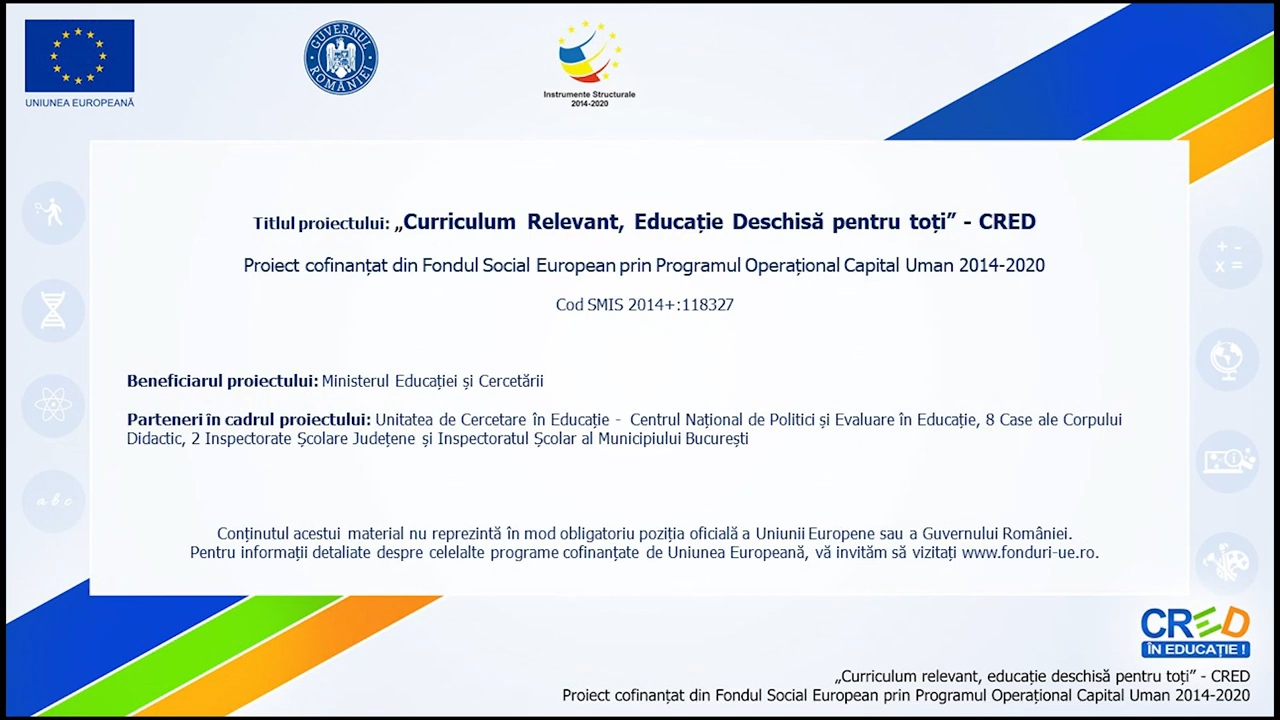 UNIUNEA EUROPEANĂ
GUVERNUL ROMÂNIEI
Instrumente Structurale
2014-2020
Titlul proiectului: „Curriculum Relevant, Educație Deschisă pentru toți” - CRED
Proiect cofinanțat din Fondul Social European prin Programul Operațional Capital Uman 2014-2020
Cod SMIS 2014+:118327
Beneficiarul proiectului: Ministerul Educației și Cercetării
Parteneri în cadrul proiectului: Unitatea de Cercetare în Educație - Centrul Național de Politici și Evaluare în Educație, 8 Case ale Corpului
Didactic, 2 Inspectorate Școlare Județene și Inspectoratul Școlar al Municipiului București
a b c
Conținutul acestui material nu reprezintă în mod obligatoriu poziția oficială a Uniunii Europene sau a Guvernului României.
Pentru informații detaliate despre celelalte programe cofinanțate de Uniunea Europeană, vă invităm să vizitați www.fonduri-ue.ro.
CRED
ÎN EDUCAȚIE !
„Curriculum relevant, educație deschisă pentru toți” - CRED
Proiect cofinanțat din Fondul Social European prin Programul Operațional Capital Uman 2014-2020